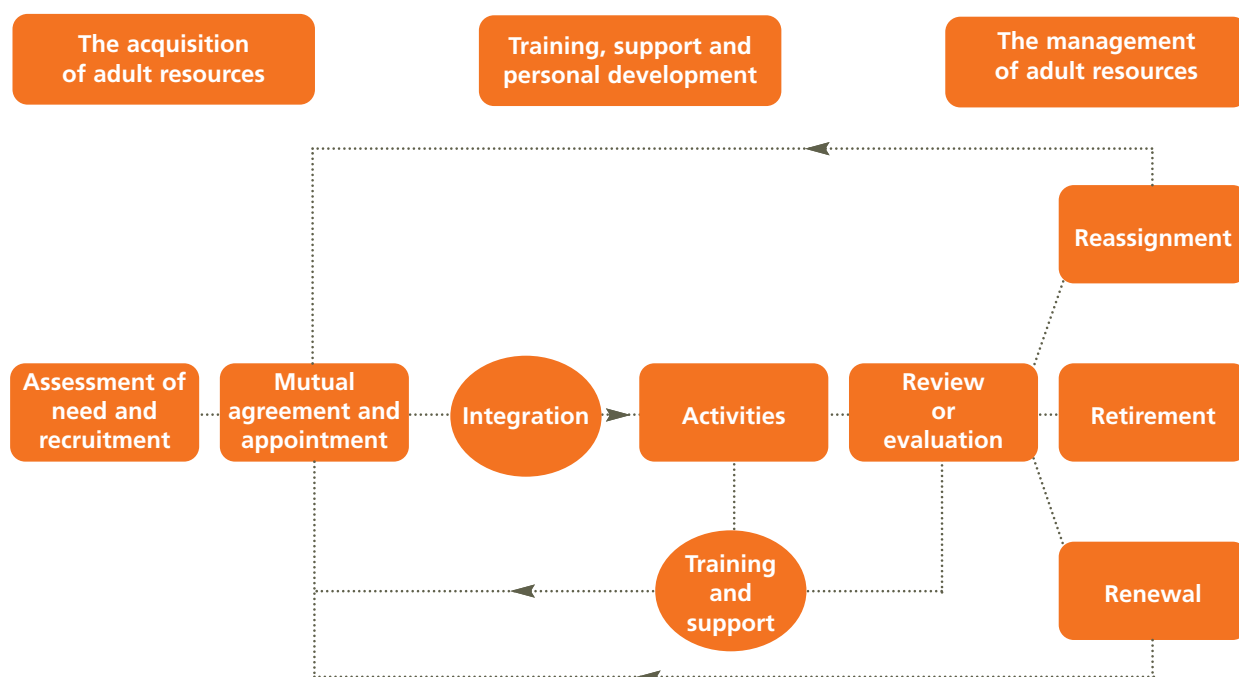 The acquisition
of adult resources
Training, support and
personal development
The management
of adult resources
Reassignment
Assessment of
need and
recruitment
Mutual
agreement and
appointment
Integration
Activities
Review
or
evaluation
Retirement
Training
and
support
Renewal